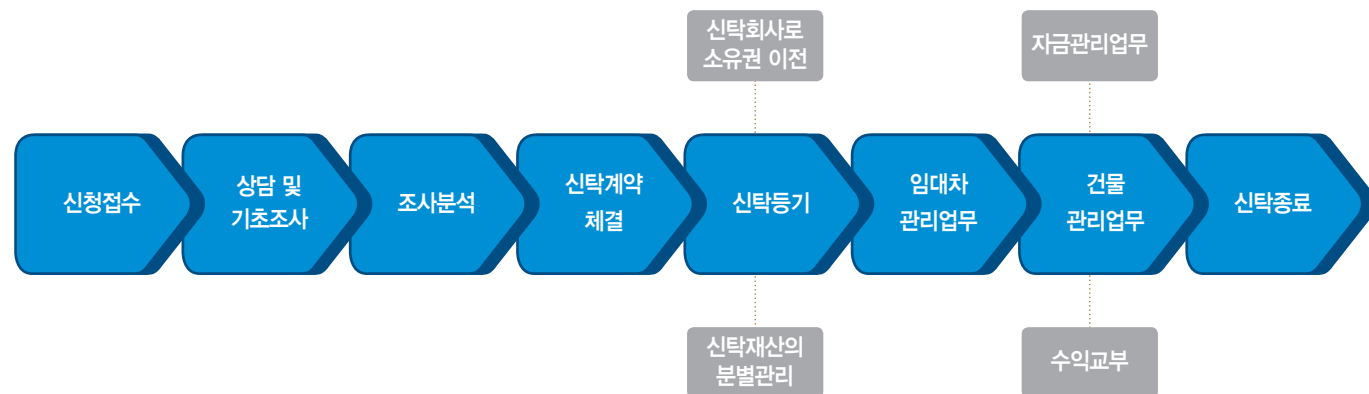 신탁회사로
소유권 이전
자금관리업무
신청접수
상담 및
기초조사
조사분석
신탁계약
체결
신탁등기
임대차
관리업무
건물
관리업무
신탁종료
신탁재산의
분별관리
수익교부